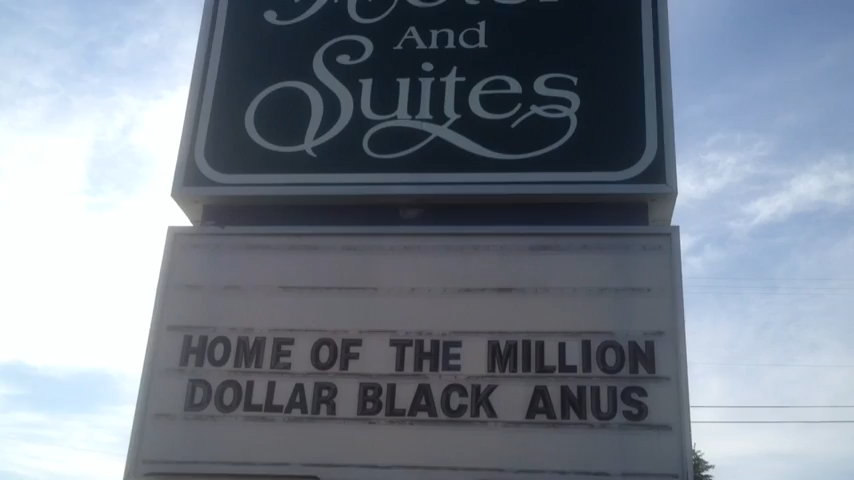 And
Suites
HOME OF THE MILLION
DOLLAR BLACK ANUS